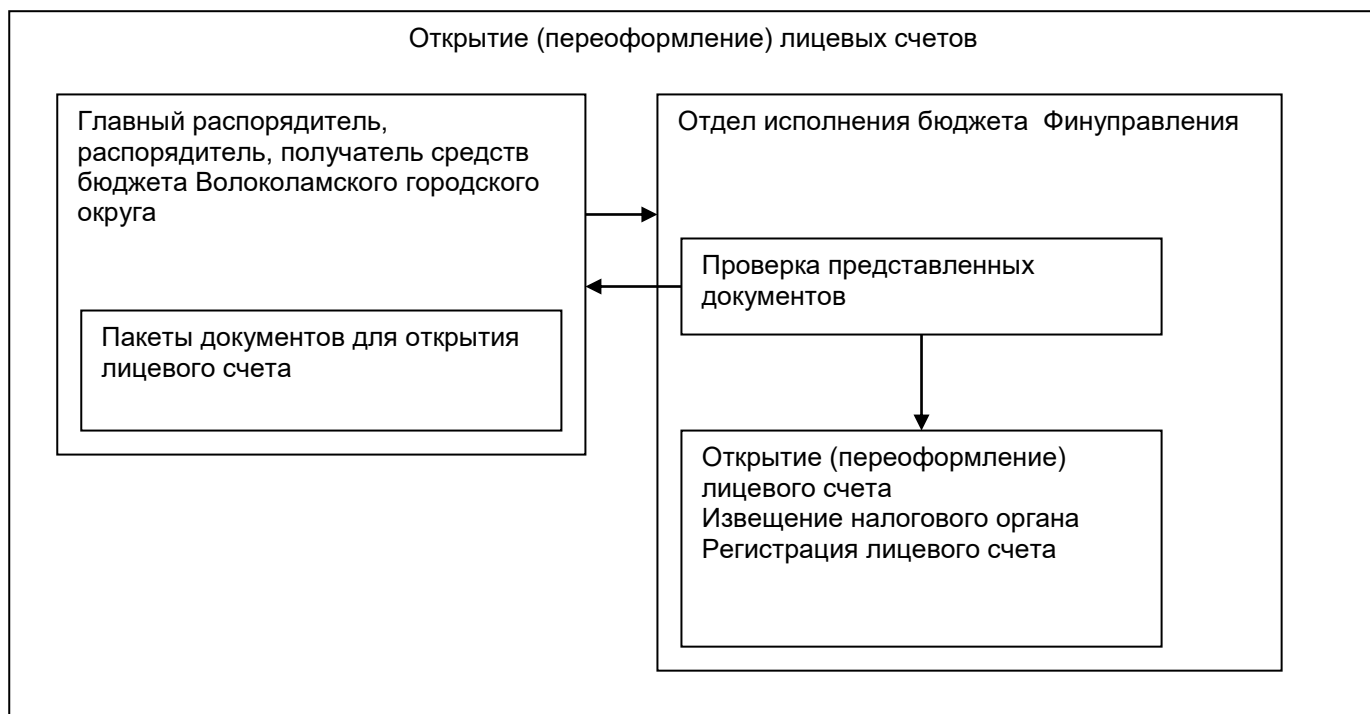 Открытие (переоформление) лицевых счетов
Главный распорядитель,
распорядитель, получатель средств
бюджета Волоколамского городского
округа
Пакеты документов для открытия
лицевого счета
Отдел исполнения бюджета Финуправления
Проверка представленных
документов
Открытие (переоформление)
лицевого счета
Извещение налогового органа
Регистрация лицевого счета